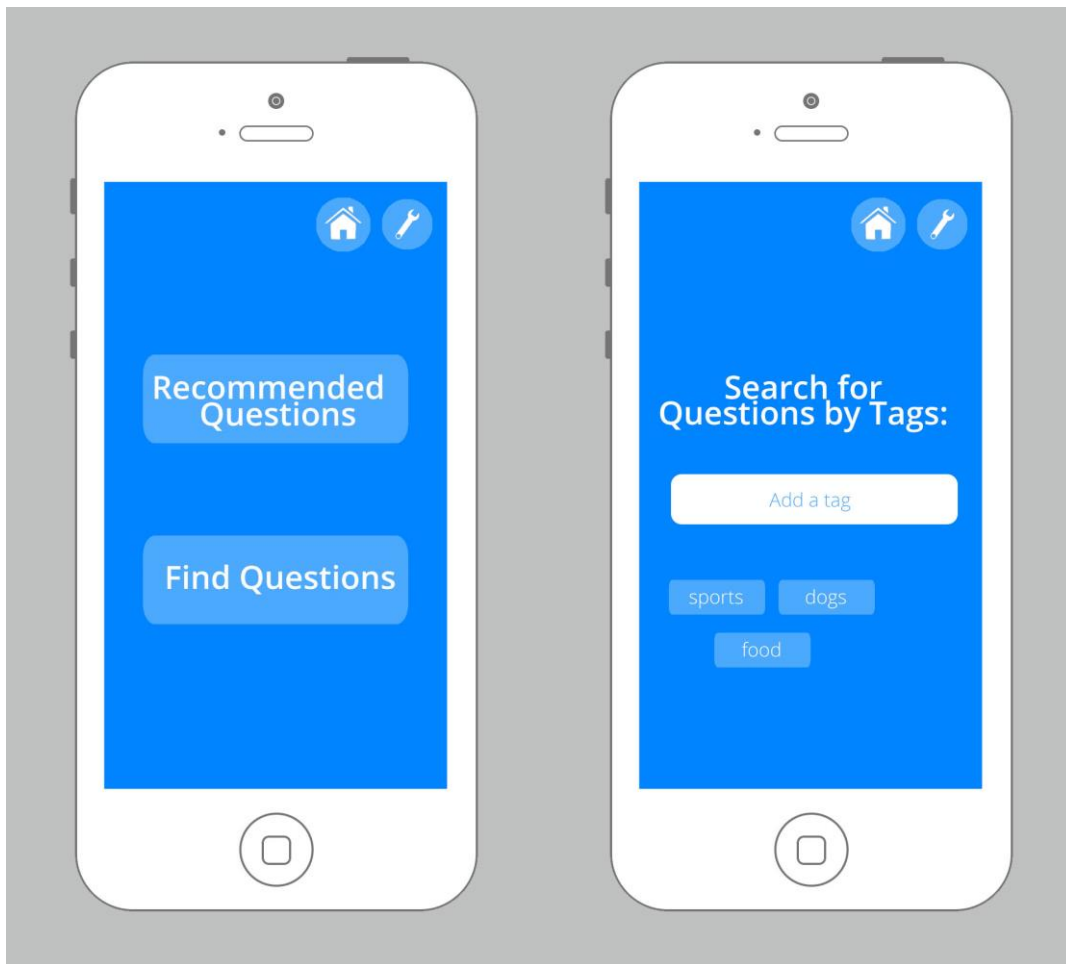 Recommended
Questions
Find Questions
Search for
Questions by Tags:
Add a tag
sports dogs
food